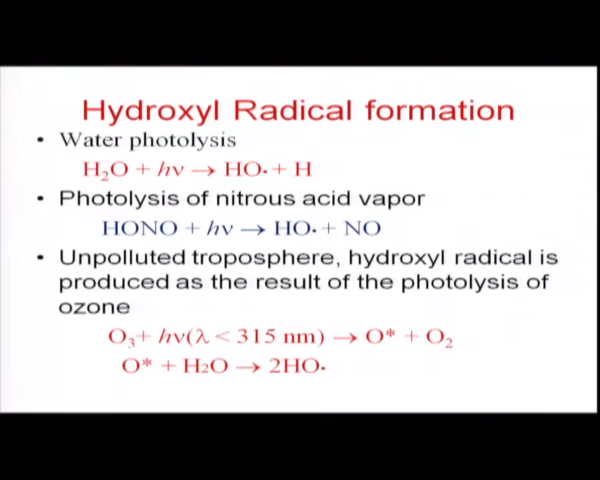 Hydroxyl Radical formation
• Water photolysis
H₂O + hν → HO• + H
• Photolysis of nitrous acid vapor
HONO + hν → HO• + NO
• Unpolluted troposphere, hydroxyl radical is
produced as the result of the photolysis of
ozone
O₃+ hν(λ < 315 nm) → O* + O₂
O* + H₂O → 2HO•